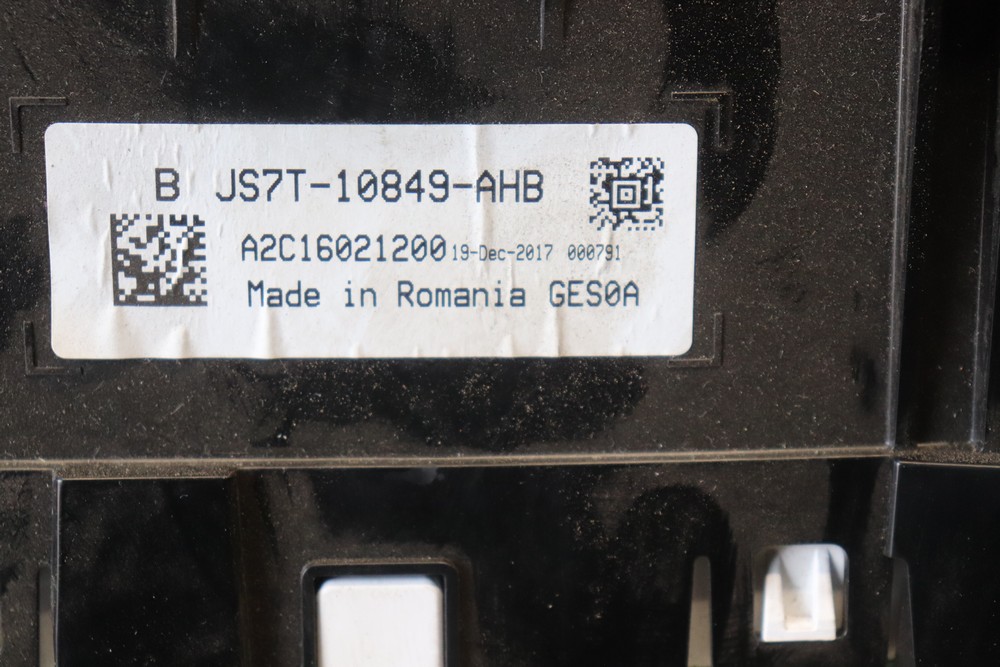 B JS7T-10849-AHB
A2C16021200 19-Dec-2017 000791
Made in Romania GES0A